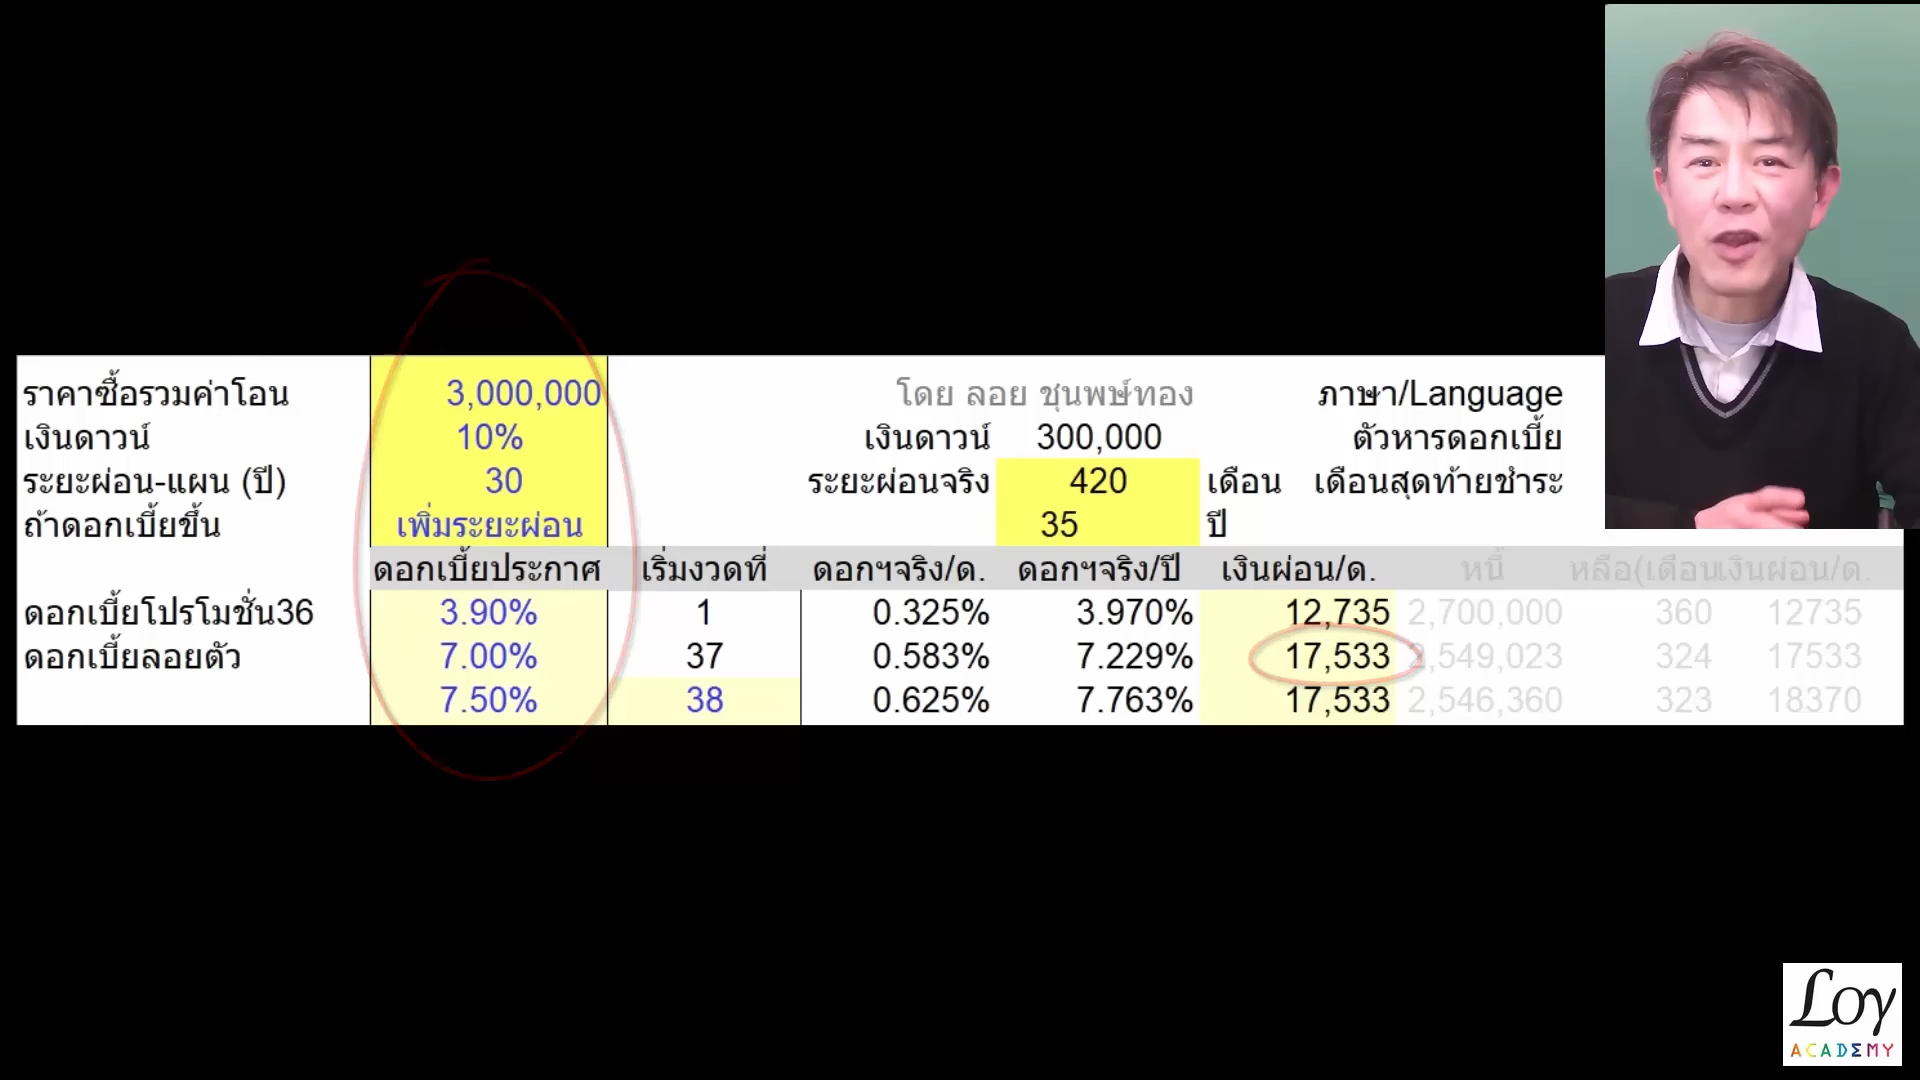 ราคาซื้อรวมค่าโอน 3,000,000 โดย ลอย ชุนพงษ์ทอง ภาษา/Language
เงินดาวน์ 10% เงินดาวน์ 300,000 ตัวหารดอกเบี้ย
ระยะผ่อน-แผน (ปี) 30 ระยะผ่อนจริง 420 เดือน เดือนสุดท้ายชำระ
ถ้าดอกเบี้ยขึ้น เพิ่มระยะผ่อน 35 ปี
ดอกเบี้ยประกาศ เริ่มงวดที่ ดอกฯจริง/ด. ดอกฯจริง/ปี เงินผ่อน/ด. หนี้ หลือ(เดือน เงินผ่อน/ด.
ดอกเบี้ยโปรโมชั่น36 3.90% 1 0.325% 3.970% 12,735 2,700,000 360 12735
ดอกเบี้ยลอยตัว 7.00% 37 0.583% 7.229% 17,533 2,549,023 324 17533
7.50% 38 0.625% 7.763% 17,533 2,546,360 323 18370
Loy
ACADEMY